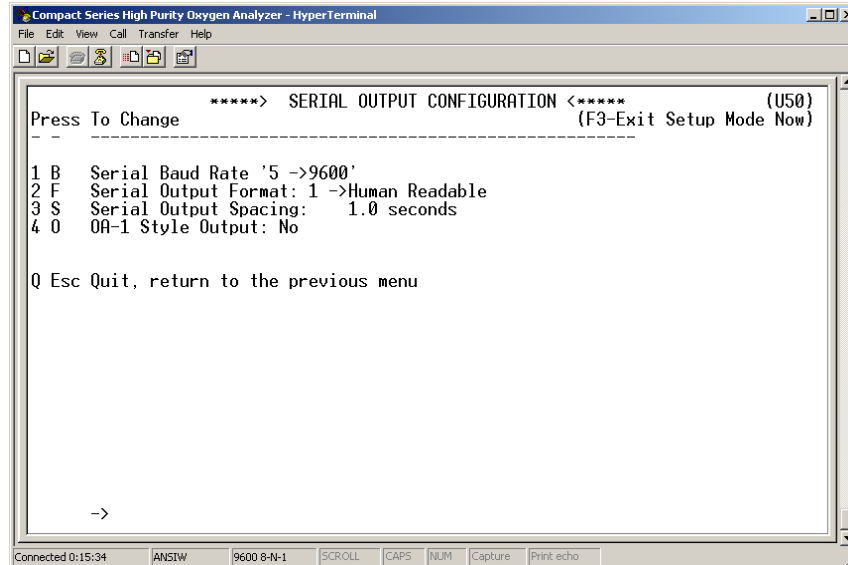 Compact Series High Purity Oxygen Analyzer - HyperTerminal
File Edit View Call Transfer Help
*****> SERIAL OUTPUT CONFIGURATION <***** (U50)
Press To Change (F3-Exit Setup Mode Now)
- - -------------------------------------------------------
1 B Serial Baud Rate '5 ->9600'
2 F Serial Output Format: 1 ->Human Readable
3 S Serial Output Spacing: 1.0 seconds
4 O OA-1 Style Output: No
Q Esc Quit, return to the previous menu
->
Connected 0:15:34 ANSIW 9600 8-N-1 SCROLL CAPS NUM Capture Print echo